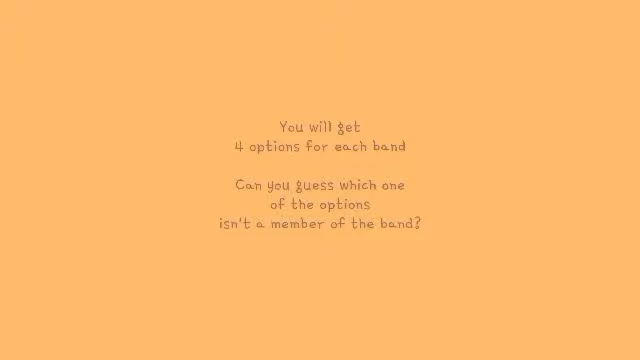 You will get
4 options for each band
Can you guess which one
of the options
isn't a member of the band?